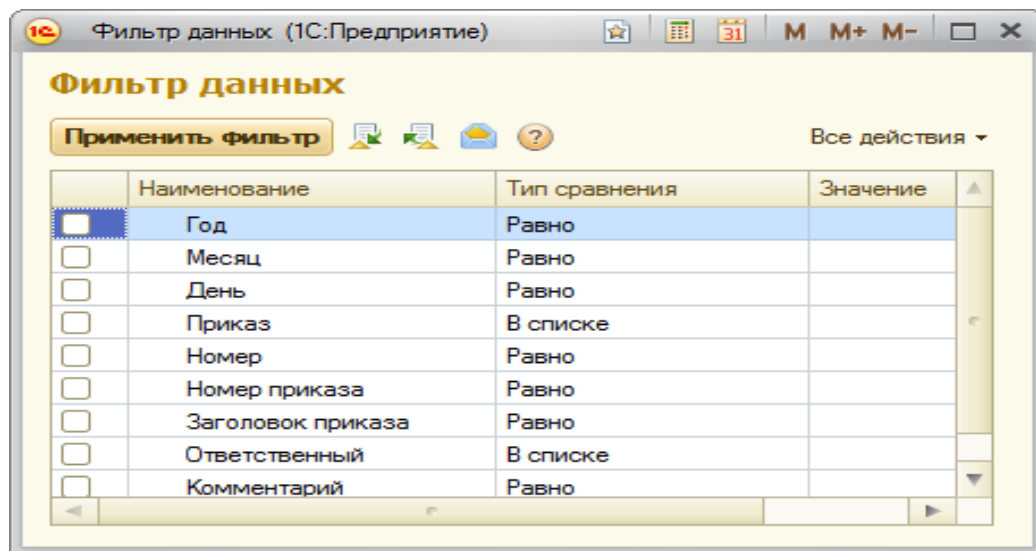 1С Фильтр данных (1С:Предприятие) 31 M M+ M-
Фильтр данных
Применить фильтр ? Все действия
Наименование Тип сравнения Значение
Год Равно
Месяц Равно
День Равно
Приказ В списке
Номер Равно
Номер приказа Равно
Заголовок приказа Равно
Ответственный В списке
Комментарий Равно